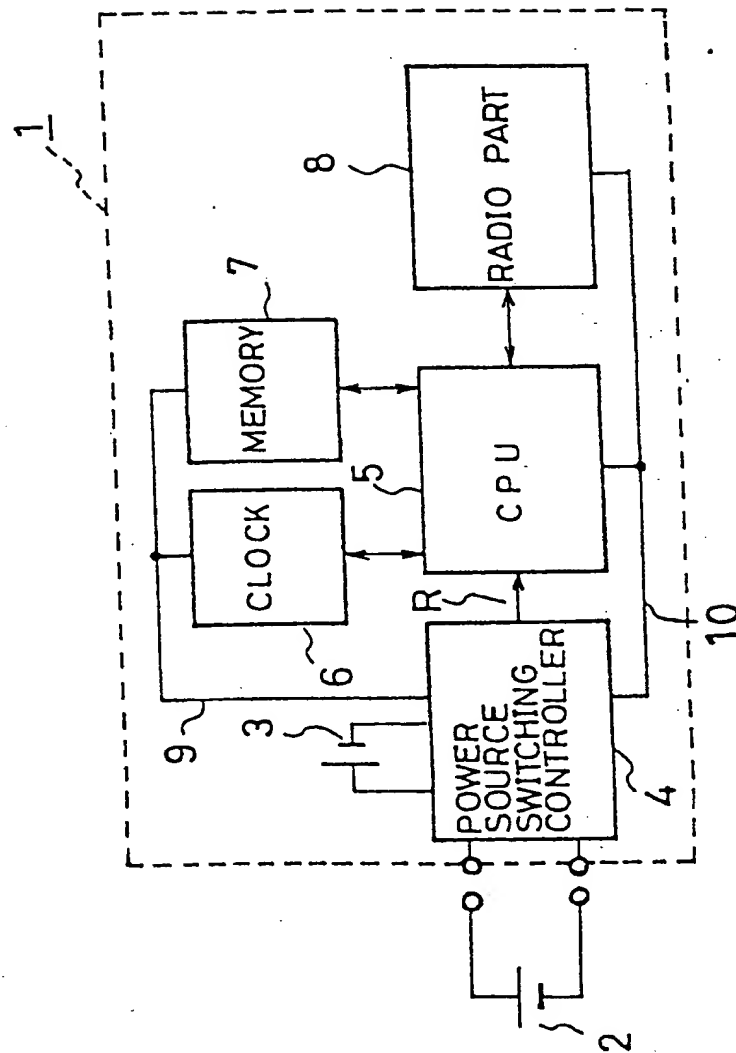 1
7
8
MEMORY
RADIO PART
CLOCK
5
CPU
9
3
6
R
POWER
SOURCE
SWITCHING
CONTROLLER
4
10
2